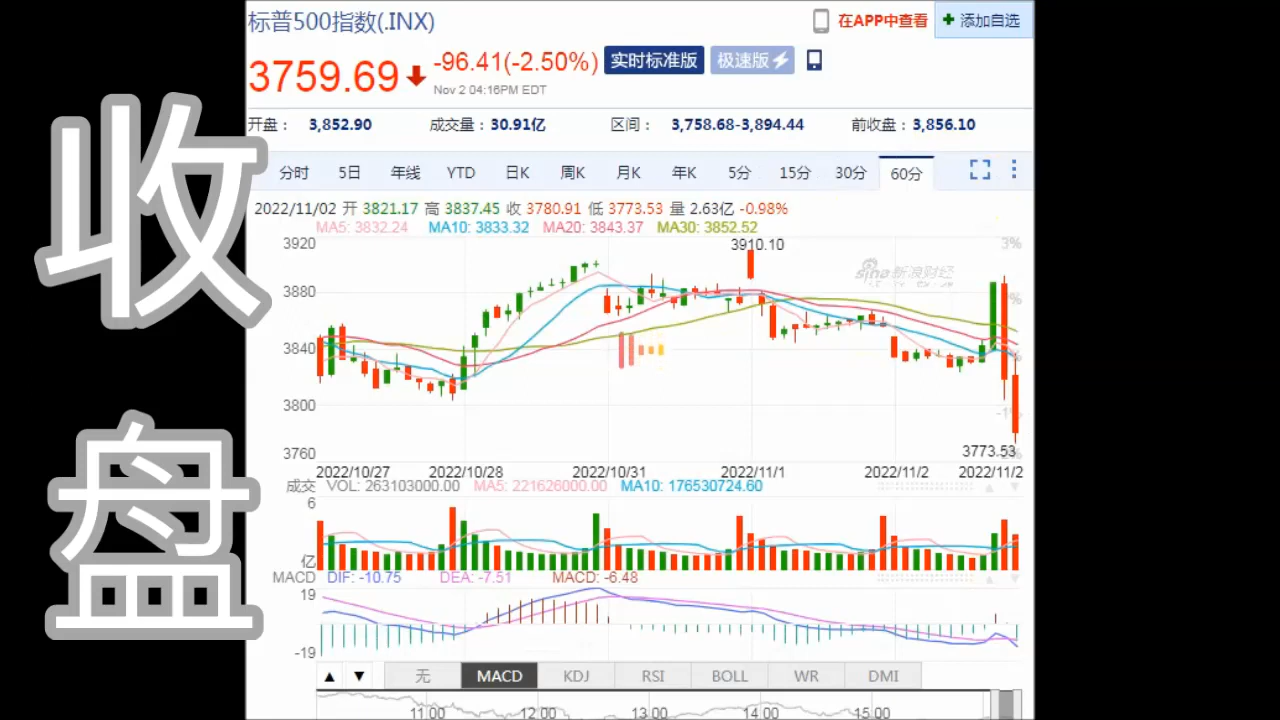 收盘
标普500指数(.INX)
在APP中查看
添加自选
3759.69
-96.41(-2.50%)
实时标准版
极速版
Nov 2 04:16PM EDT
开盘： 3,852.90 成交量：30.91亿 区间： 3,758.68-3,894.44 前收盘：3,856.10
分时 5日 年线 YTD 日K 周K 月K 年K 5分 15分 30分 60分
2022/11/02 开 3821.17 高 3837.45 收 3780.91 低 3773.53 量 2.63亿 -0.98%
MA5: 3832.24 MA10: 3833.32 MA20: 3843.37 MA30: 3852.52
3920
3910.10
3%
sina新浪财经
3880
3840
3800
-1%
3760
3773.53
2022/10/27 2022/10/28 2022/10/31 2022/11/1 2022/11/2 2022/11/2
成交 VOL: 263103000.00 MA5: 221626000.00 MA10: 176530724.60
6
亿
MACD DIF: -10.75 DEA: -7.51 MACD: -6.48
19
-19
▲ ▼ 无 MACD KDJ RSI BOLL WR DMI
11:00 12:00 13:00 14:00 15:00